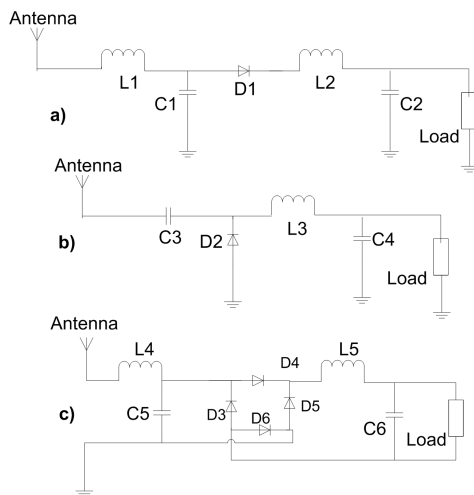 Antenna
L1
C1
D1
L2
C2
Load
a)
Antenna
C3
D2
L3
C4
Load
b)
Antenna
L4
C5
D3
D4
D6
D5
L5
C6
Load
c)